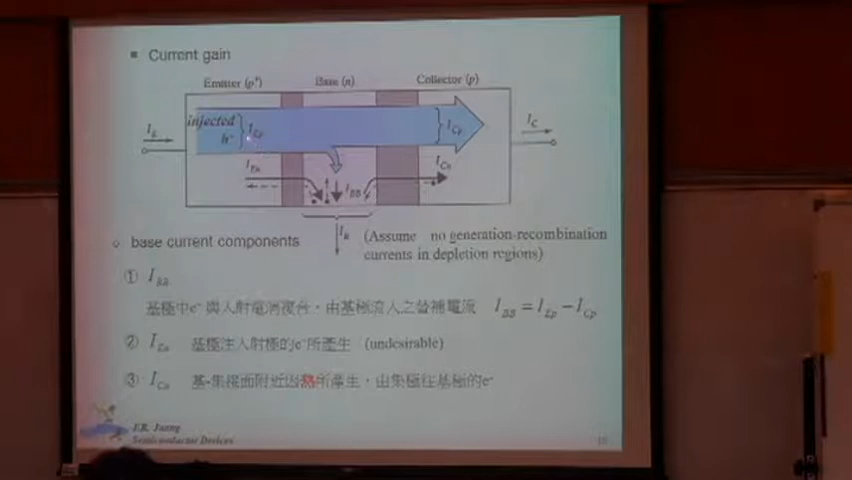 ■ Current gain
Emitter (p⁺) Base (n) Collector (p)
injected
h⁺
I_Ep
I_Cp
I_E
I_C
I_En
I_Cn
I_BB
I_B
(Assume no generation-recombination
currents in depletion regions)
base current components
① I_BB
基極中e⁻與入射電洞復合，由基極流入之替補電流 I_BB = I_Ep − I_Cp
② I_En 基極注入射極的e⁻所產生 (undesirable)
③ I_Cn 基-集接面附近因熱所產生，由集極往基極的e⁻
F.R. Juang
Semiconductor Devices